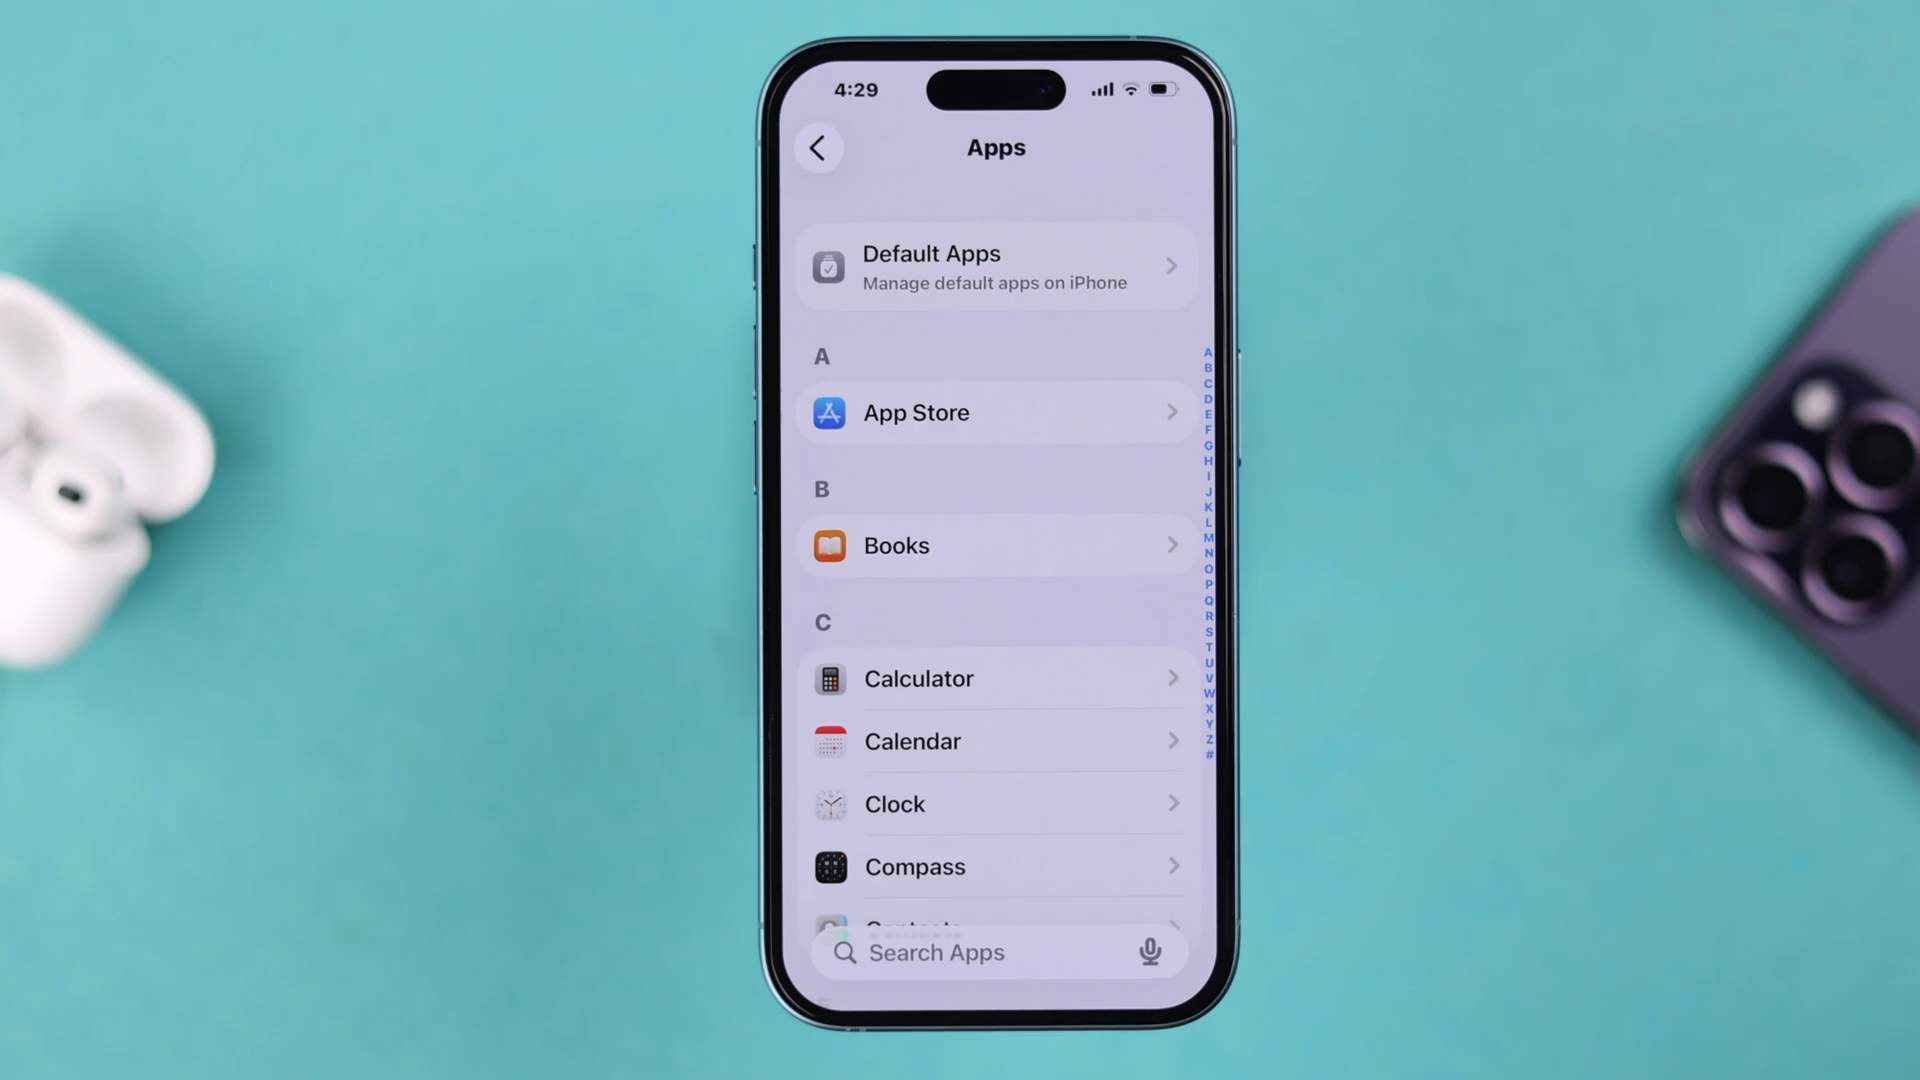 4:29
Apps
Default Apps
Manage default apps on iPhone
A
App Store
B
Books
C
Calculator
Calendar
Clock
Compass
Contacts
Search Apps
A
B
C
D
E
F
G
H
I
J
K
L
M
N
O
P
Q
R
S
T
U
V
W
X
Y
Z
#